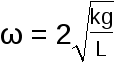 ω = 2√(kg/L)